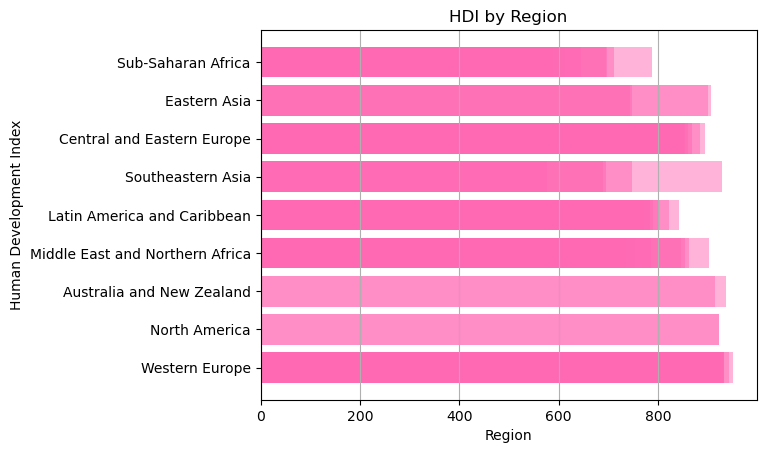 HDI by Region
Human Development Index
Sub-Saharan Africa
Eastern Asia
Central and Eastern Europe
Southeastern Asia
Latin America and Caribbean
Middle East and Northern Africa
Australia and New Zealand
North America
Western Europe
0 200 400 600 800
Region